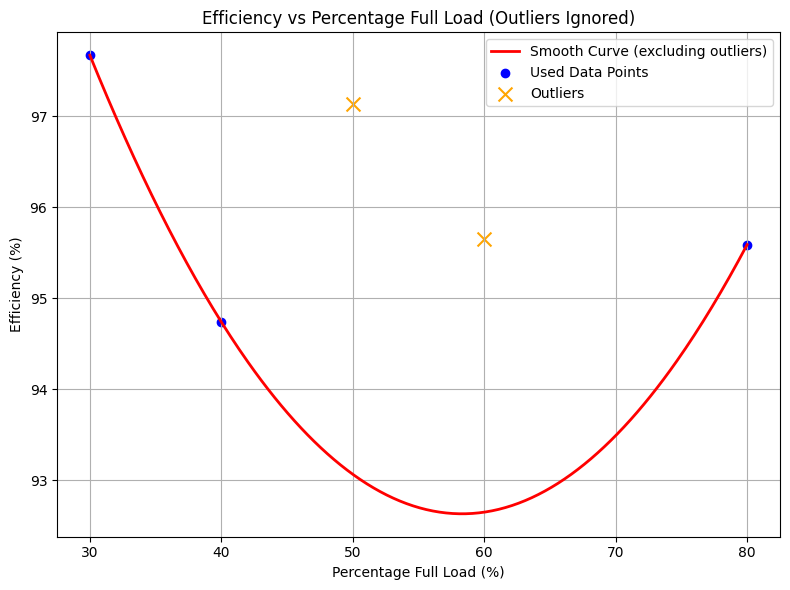 Efficiency vs Percentage Full Load (Outliers Ignored)
Smooth Curve (excluding outliers)
Used Data Points
Outliers
Efficiency (%)
97
96
95
94
93
30 40 50 60 70 80
Percentage Full Load (%)